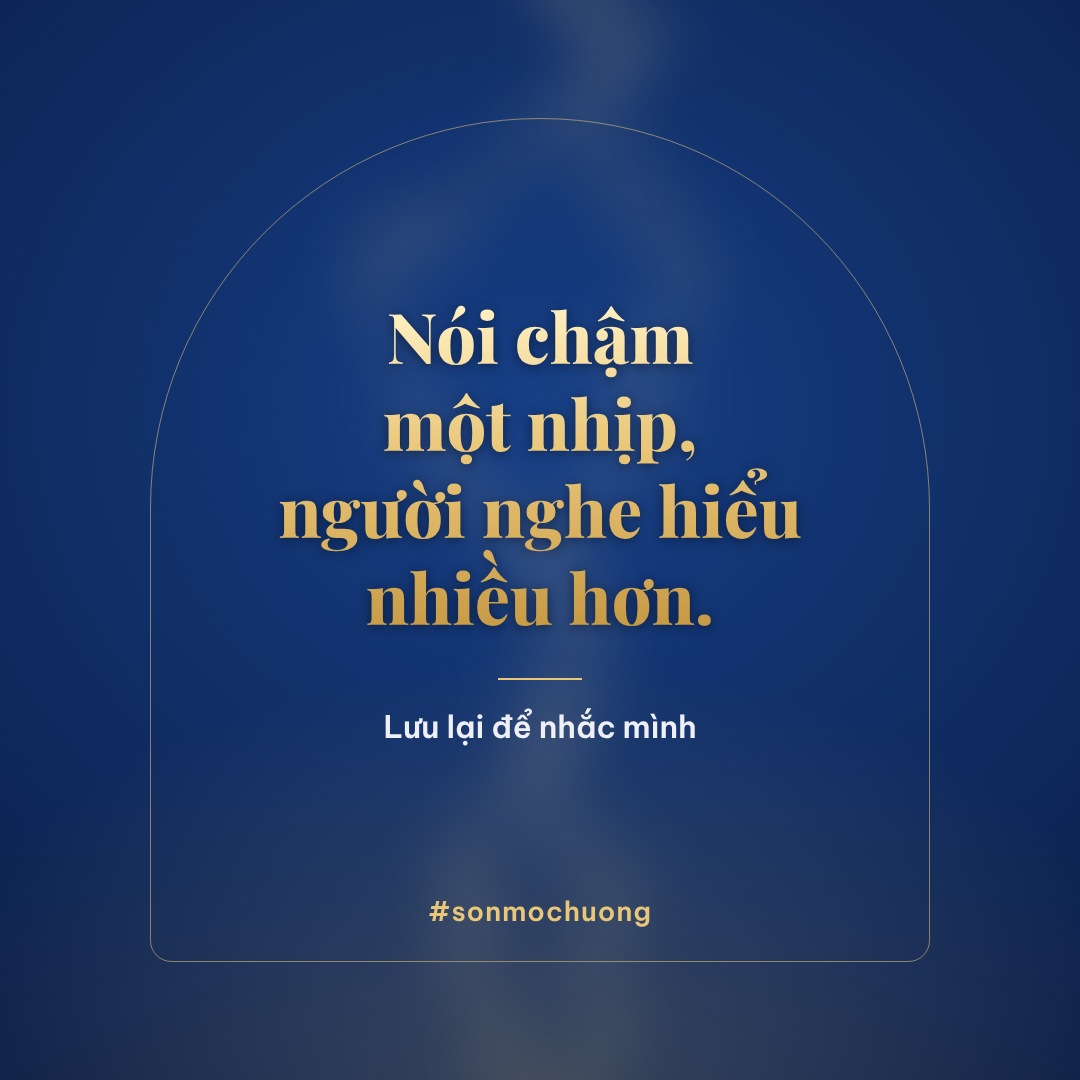 Nói chậm
một nhịp,
người nghe hiểu
nhiều hơn.
Lưu lại để nhắc mình
#sonmochuong